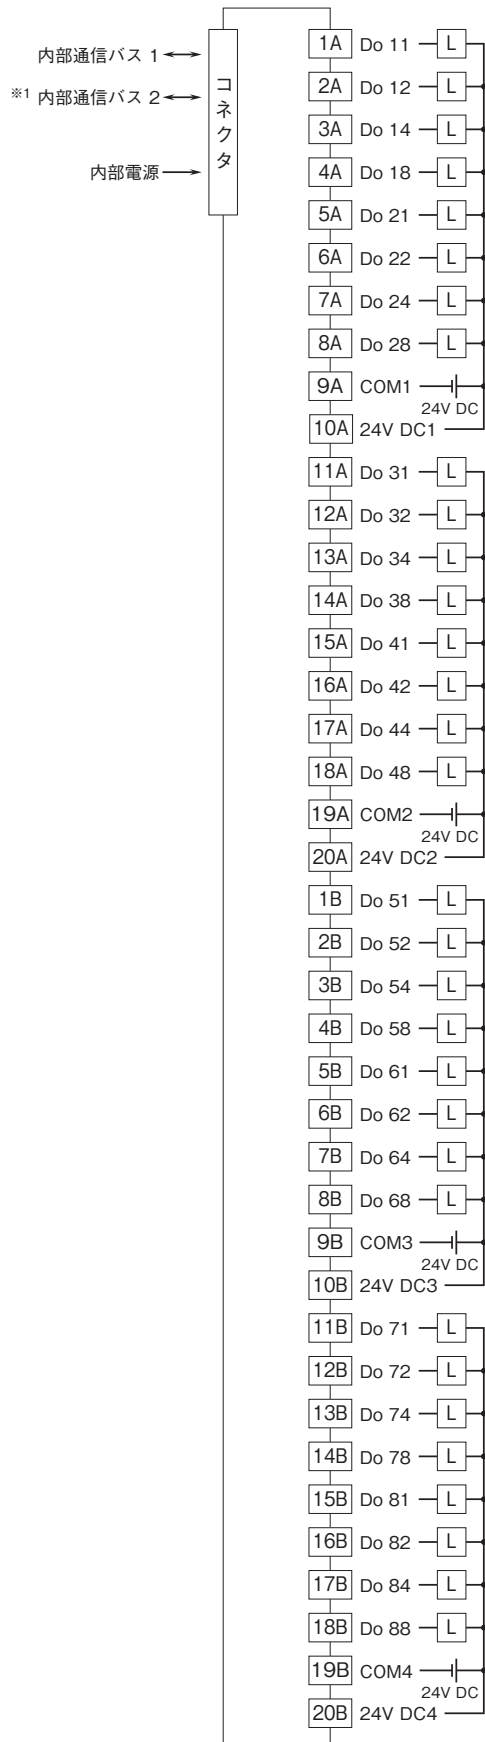 内部通信バス 1
※1 内部通信バス 2
内部電源
コネクタ
1A Do 11 L
2A Do 12 L
3A Do 14 L
4A Do 18 L
5A Do 21 L
6A Do 22 L
7A Do 24 L
8A Do 28 L
9A COM1
24V DC
10A 24V DC1
11A Do 31 L
12A Do 32 L
13A Do 34 L
14A Do 38 L
15A Do 41 L
16A Do 42 L
17A Do 44 L
18A Do 48 L
19A COM2
24V DC
20A 24V DC2
1B Do 51 L
2B Do 52 L
3B Do 54 L
4B Do 58 L
5B Do 61 L
6B Do 62 L
7B Do 64 L
8B Do 68 L
9B COM3
24V DC
10B 24V DC3
11B Do 71 L
12B Do 72 L
13B Do 74 L
14B Do 78 L
15B Do 81 L
16B Do 82 L
17B Do 84 L
18B Do 88 L
19B COM4
24V DC
20B 24V DC4